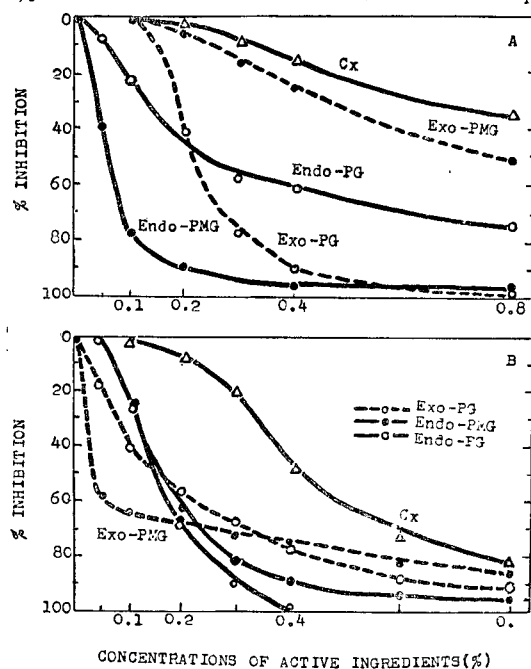 0
A
Cx
20
Exo-PMG
40
Endo-PG
60
Endo-PMG
Exo-PG
80
100
% INHIBITION
0.1
0.2
0.4
0.8
0
B
20
Exo-PG
Endo-PMG
Endo-FG
40
Cx
60
Exo-PMG
80
100
% INHIBITION
0.1
0.2
0.4
0.
CONCENTRATIONS OF ACTIVE INGREDIENTS(%)